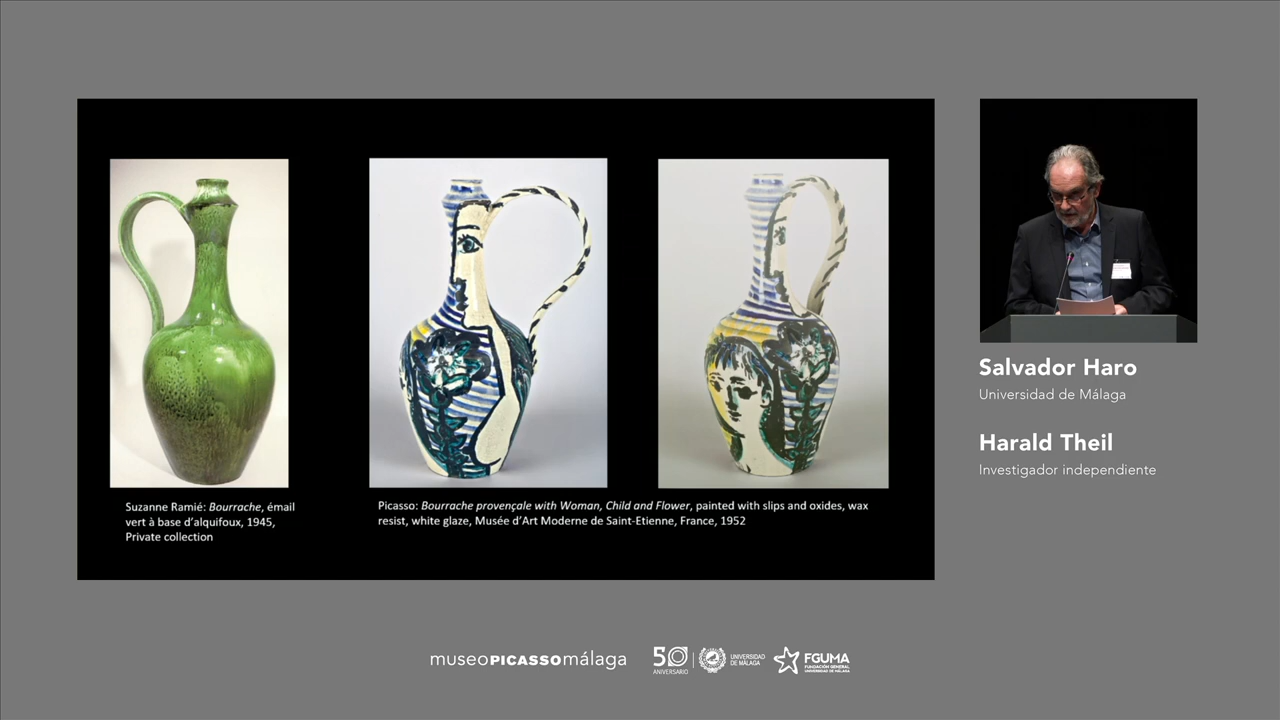 Suzanne Ramié: Bourrache, émail
vert à base d'alquifoux, 1945,
Private collection
Picasso: Bourrache provençale with Woman, Child and Flower, painted with slips and oxides, wax
resist, white glaze, Musée d'Art Moderne de Saint-Etienne, France, 1952
Salvador Haro
Universidad de Málaga
Harald Theil
Investigador independiente
museoPICASSOmálaga
50
ANIVERSARIO
UNIVERSIDAD
DE MÁLAGA
FGUMA
FUNDACIÓN GENERAL
UNIVERSIDAD DE MÁLAGA